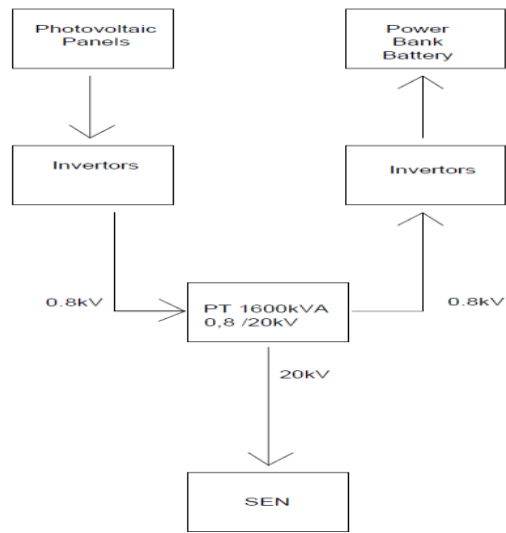 Photovoltaic
Panels
Power
Bank
Battery
Invertors
Invertors
0.8kV
PT 1600kVA
0,8 /20kV
0.8kV
20kV
SEN